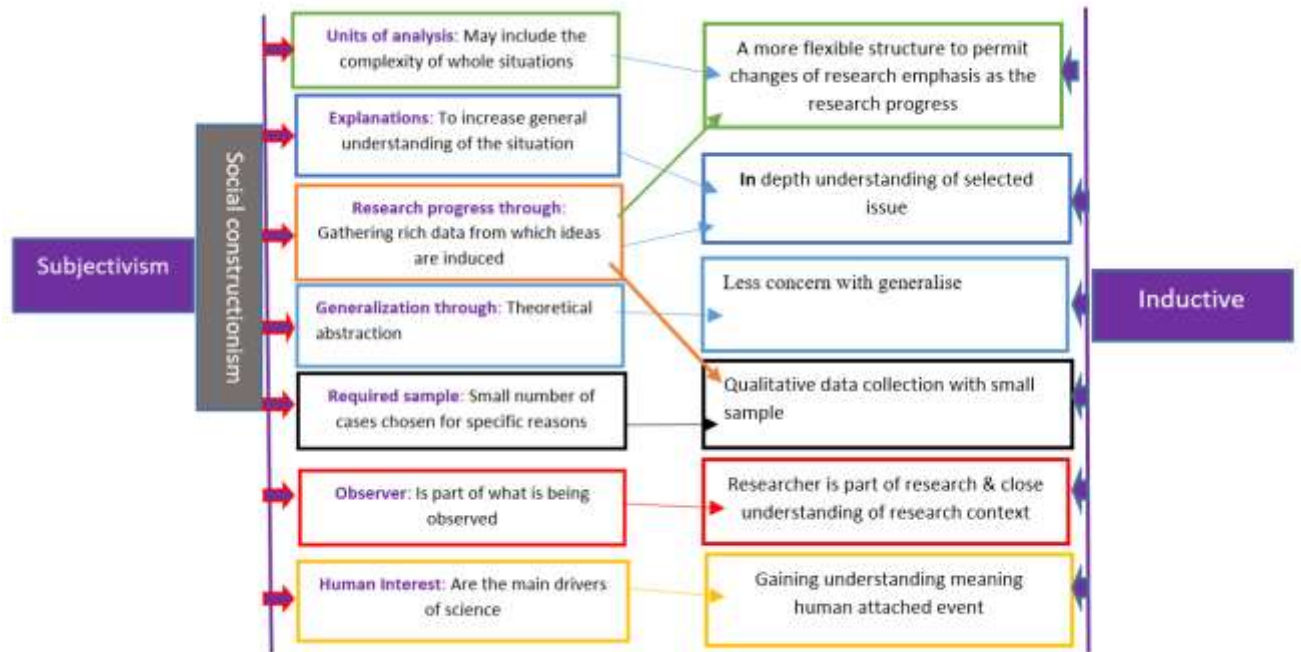 Subjectivism
Social constructionism
Units of analysis: May include the
complexity of whole situations
Explanations: To increase general
understanding of the situation
Research progress through:
Gathering rich data from which ideas
are induced
Generalization through: Theoretical
abstraction
Required sample: Small number of
cases chosen for specific reasons
Observer: Is part of what is being
observed
Human Interest: Are the main drivers
of science
A more flexible structure to permit
changes of research emphasis as the
research progress
In depth understanding of selected
issue
Less concern with generalise
Qualitative data collection with small
sample
Researcher is part of research & close
understanding of research context
Gaining understanding meaning
human attached event
Inductive